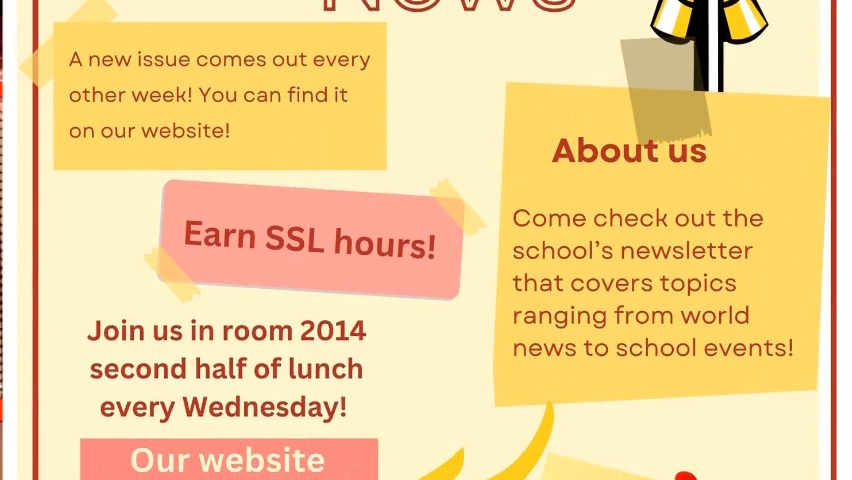 News
A new issue comes out every
other week! You can find it
on our website!
About us
Come check out the
school's newsletter
that covers topics
ranging from world
news to school events!
Earn SSL hours!
Join us in room 2014
second half of lunch
every Wednesday!
Our website